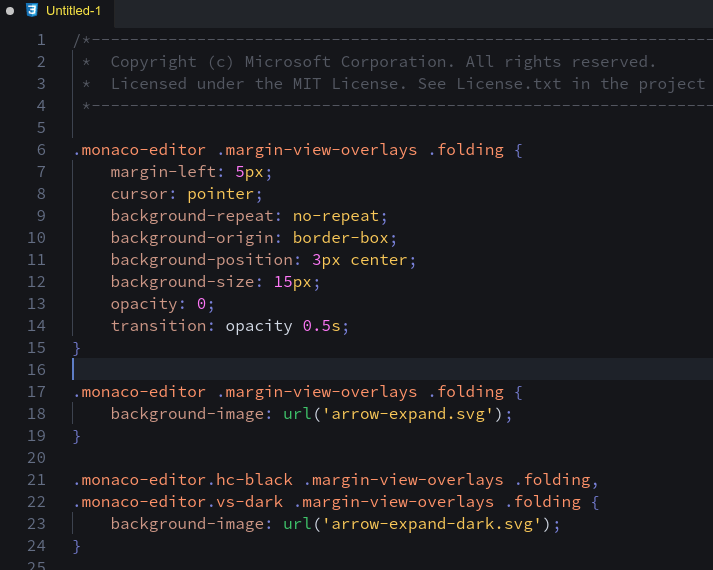 Untitled-1
1 /*---------------------------------------------------------------
2  *  Copyright (c) Microsoft Corporation. All rights reserved.
3  *  Licensed under the MIT License. See License.txt in the project
4  *---------------------------------------------------------------
5
6 .monaco-editor .margin-view-overlays .folding {
7     margin-left: 5px;
8     cursor: pointer;
9     background-repeat: no-repeat;
10     background-origin: border-box;
11     background-position: 3px center;
12     background-size: 15px;
13     opacity: 0;
14     transition: opacity 0.5s;
15 }
16
17 .monaco-editor .margin-view-overlays .folding {
18     background-image: url('arrow-expand.svg');
19 }
20
21 .monaco-editor.hc-black .margin-view-overlays .folding,
22 .monaco-editor.vs-dark .margin-view-overlays .folding {
23     background-image: url('arrow-expand-dark.svg');
24 }
25